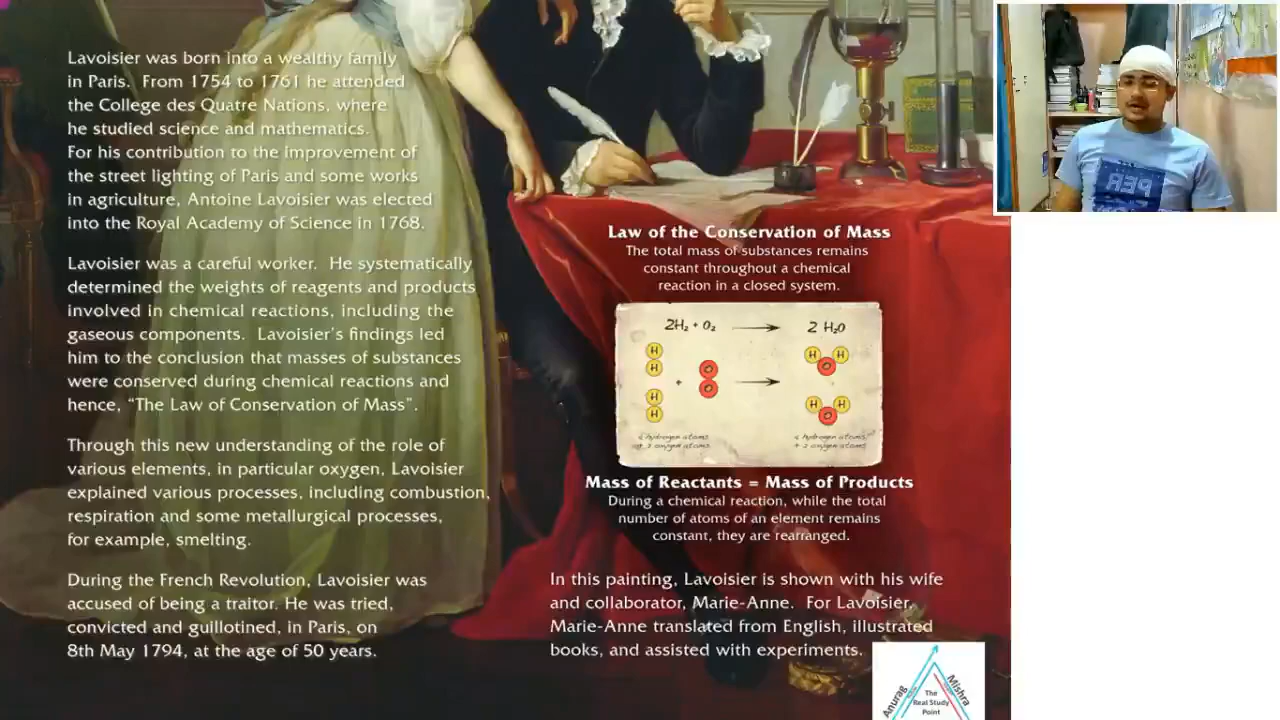 Lavoisier was born into a wealthy family
in Paris. From 1754 to 1761 he attended
the College des Quatre Nations, where
he studied science and mathematics.
For his contribution to the improvement of
the street lighting of Paris and some works
in agriculture, Antoine Lavoisier was elected
into the Royal Academy of Science in 1768.
Lavoisier was a careful worker. He systematically
determined the weights of reagents and products
involved in chemical reactions, including the
gaseous components. Lavoisier's findings led
him to the conclusion that masses of substances
were conserved during chemical reactions and
hence, “The Law of Conservation of Mass”.
Through this new understanding of the role of
various elements, in particular oxygen, Lavoisier
explained various processes, including combustion,
respiration and some metallurgical processes,
for example, smelting.
During the French Revolution, Lavoisier was
accused of being a traitor. He was tried,
convicted and guillotined, in Paris, on
8th May 1794, at the age of 50 years.
Law of the Conservation of Mass
The total mass of substances remains
constant throughout a chemical
reaction in a closed system.
2H₂ + O₂ → 2 H₂O
H O H H
H + O → O
H H H
H O
4 hydrogen atoms 4 hydrogen atoms
+ 2 oxygen atoms
Mass of Reactants = Mass of Products
During a chemical reaction, while the total
number of atoms of an element remains
constant, they are rearranged.
In this painting, Lavoisier is shown with his wife
and collaborator, Marie-Anne. For Lavoisier,
Marie-Anne translated from English, illustrated
books, and assisted with experiments.
PER
Anurag Mishra
The
Real Study
Point